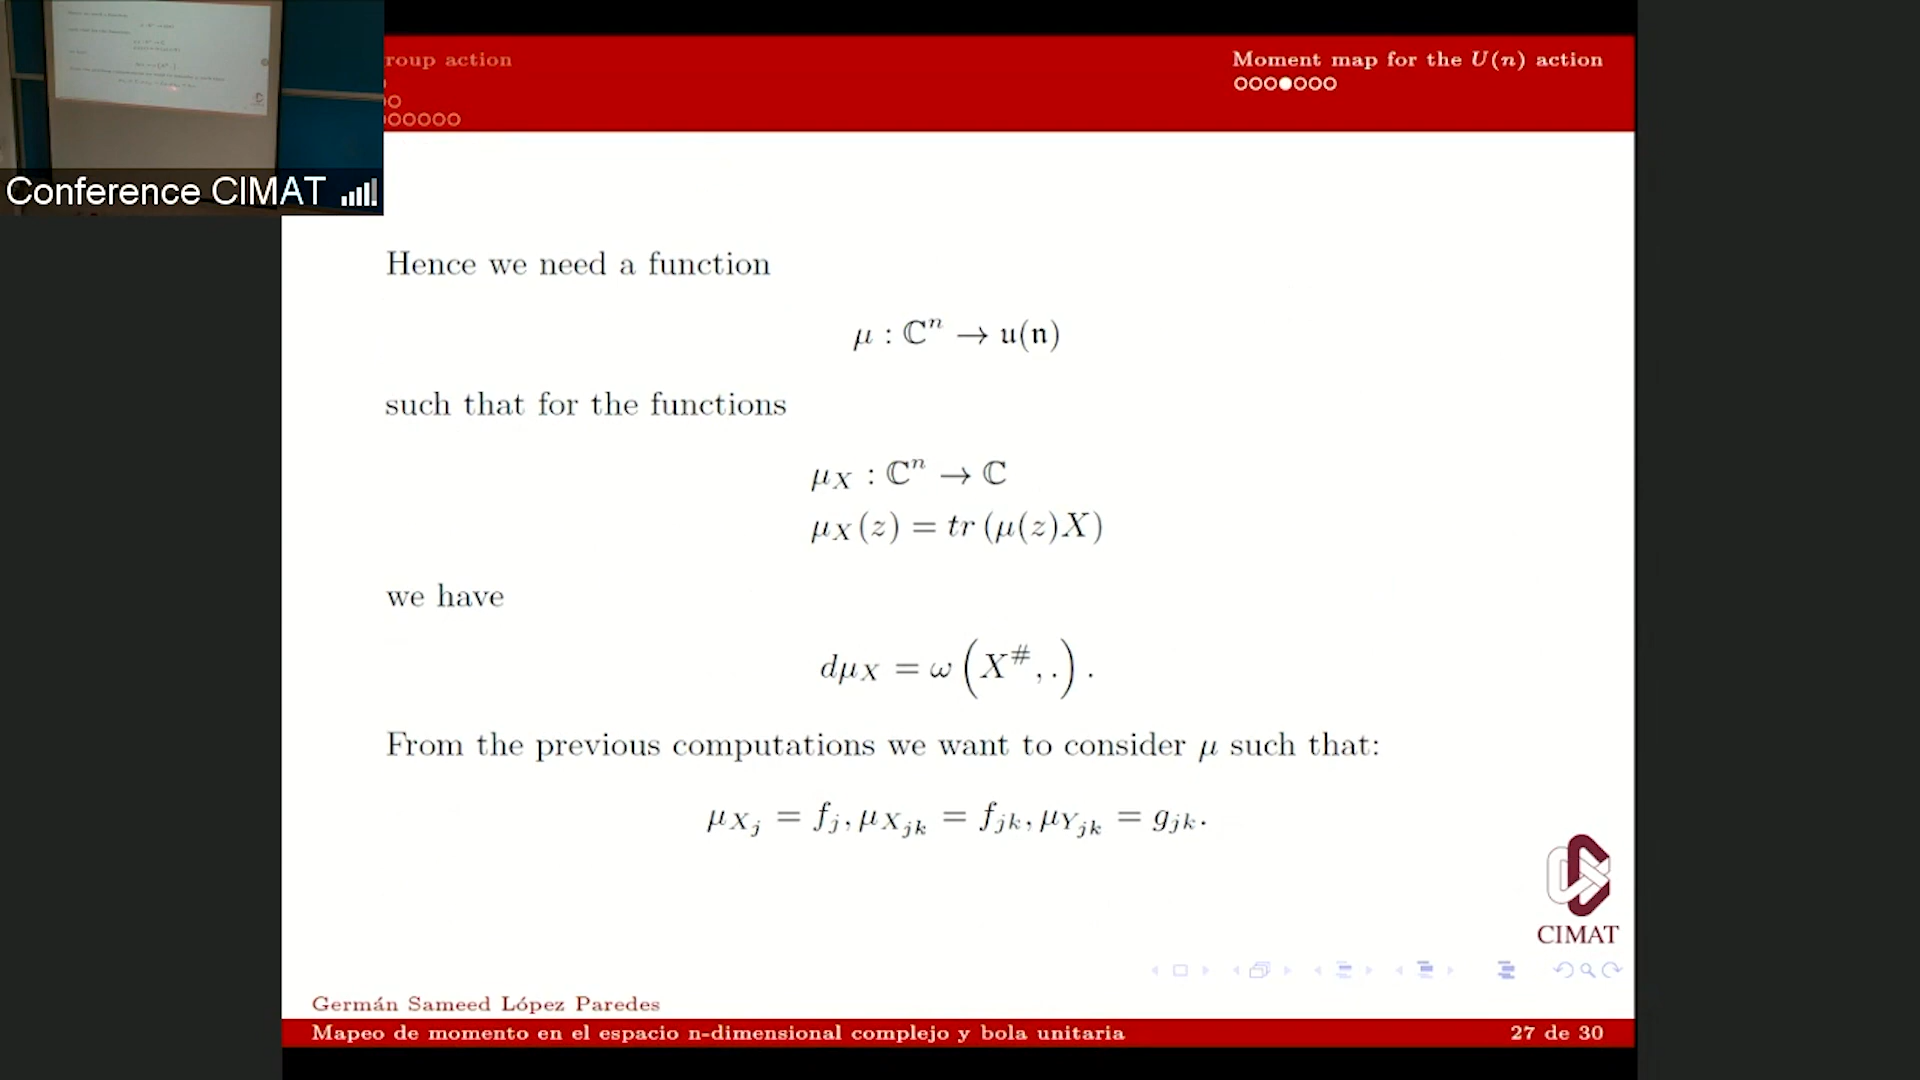 roup action
Moment map for the U(n) action
Conference CIMAT
Hence we need a function
μ : ℂⁿ → 𝔲(𝔫)
such that for the functions
μ_X : ℂⁿ → ℂ
μ_X(z) = tr (μ(z)X)
we have
dμ_X = ω (X^#, .) .
From the previous computations we want to consider μ such that:
μ_{X_j} = f_j, μ_{X_{jk}} = f_{jk}, μ_{Y_{jk}} = g_{jk}.
CIMAT
Germán Sameed López Paredes
Mapeo de momento en el espacio n-dimensional complejo y bola unitaria
27 de 30